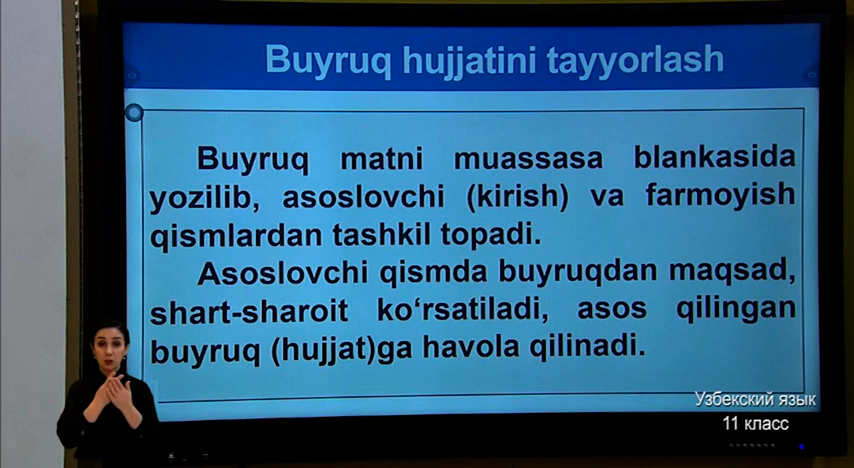 Buyruq hujjatini tayyorlash
Buyruq matni muassasa blankasida
yozilib, asoslovchi (kirish) va farmoyish
qismlardan tashkil topadi.
Asoslovchi qismda buyruqdan maqsad,
shart-sharoit ko‘rsatiladi, asos qilingan
buyruq (hujjat)ga havola qilinadi.
Узбекский язык
11 класс